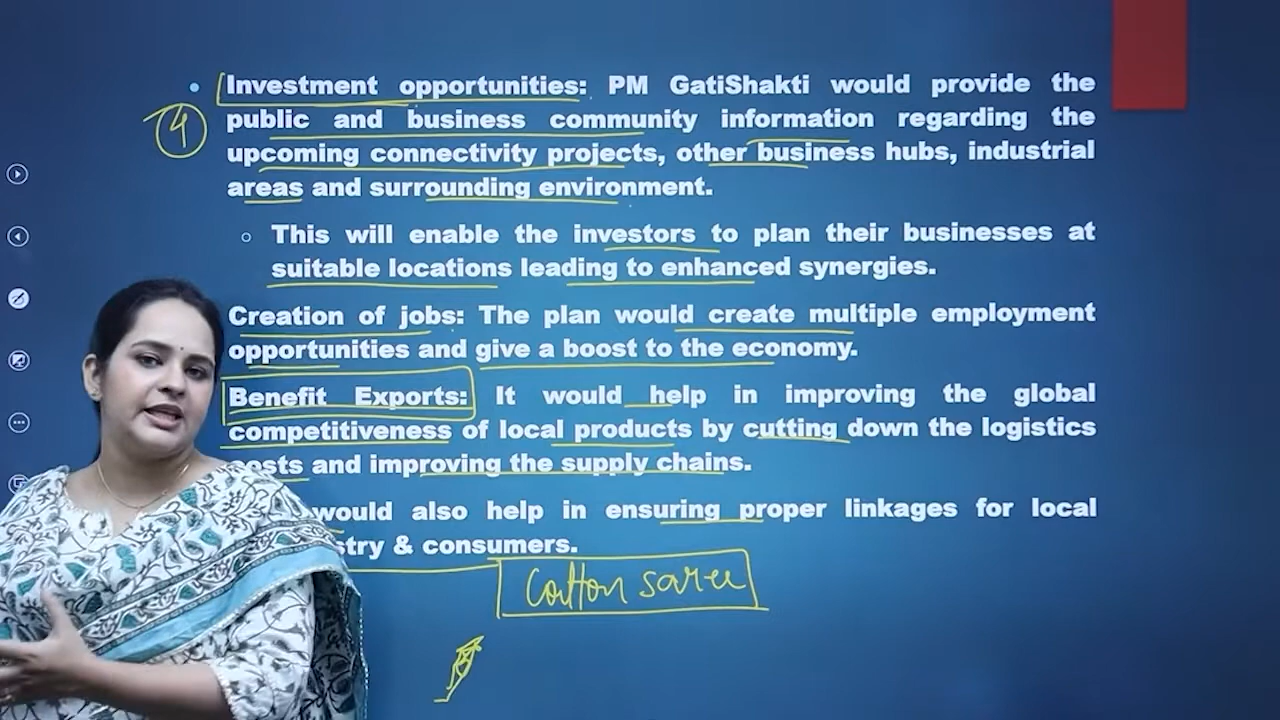 Investment opportunities: PM GatiShakti would provide the
4
public and business community information regarding the
upcoming connectivity projects, other business hubs, industrial
areas and surrounding environment.
This will enable the investors to plan their businesses at
suitable locations leading to enhanced synergies.
Creation of jobs: The plan would create multiple employment
opportunities and give a boost to the economy.
Benefit Exports: It would help in improving the global
competitiveness of local products by cutting down the logistics
costs and improving the supply chains.
would also help in ensuring proper linkages for local
stry & consumers.
Cotton saree